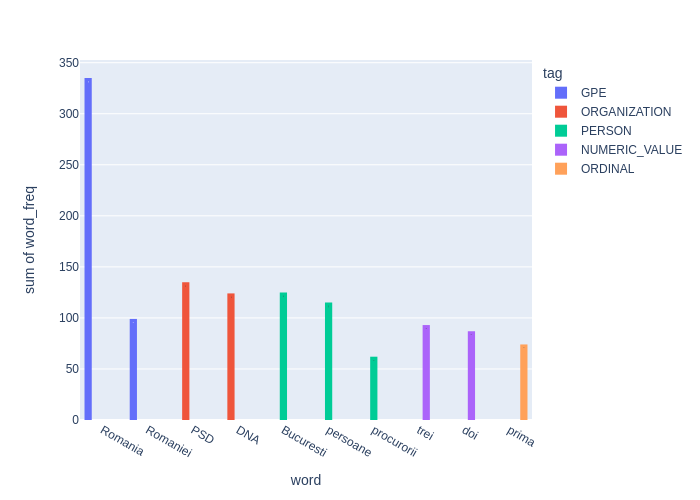 350
300
250
200
150
100
50
0
sum of word_freq
Romania
Romaniei
PSD
DNA
Bucuresti
persoane
procurorii
trei
doi
prima
word
tag
GPE
ORGANIZATION
PERSON
NUMERIC_VALUE
ORDINAL